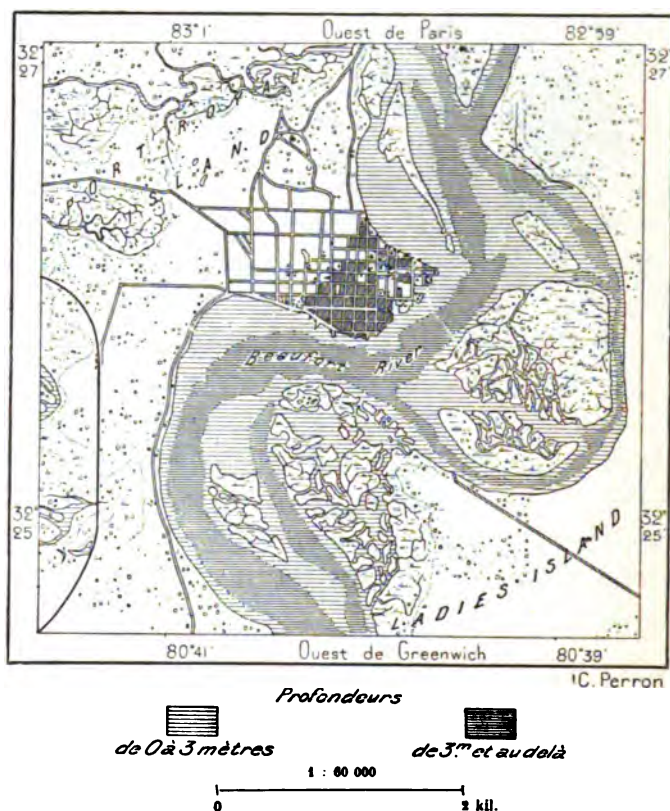 83°1' Ouest de Paris 82°59'
32°
27
32°
27
PORT ROYAL
ISLAND
Beaufort River
32°
25
32°
25
LADIES ISLAND
80°41' Ouest de Greenwich 80°39'
C. Perron
Profondeurs
de 0 à 3 mètres
de 3.m et au delà
1 : 60 000
0 2 kil.